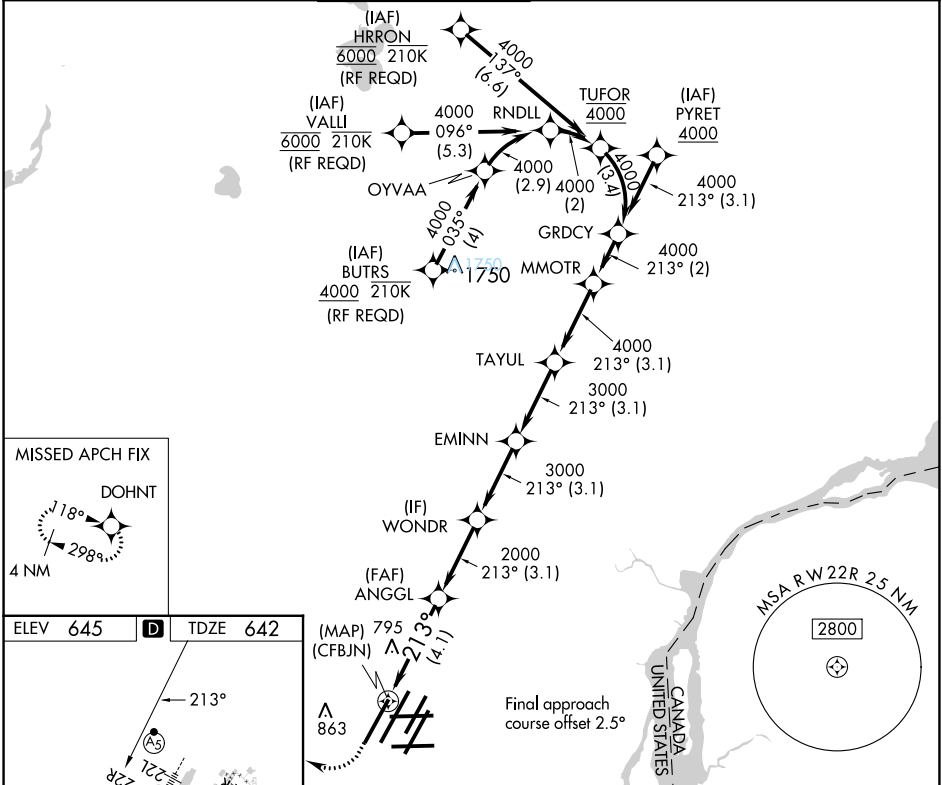 (IAF)
HRRON
6000 210K
(RF REQD)
4000
137°
(6.6)
(IAF)
VALLI
6000 210K
(RF REQD)
4000
096°
(5.3)
RNDLL
TUFOR
4000
(IAF)
PYRET
4000
OYVAA
4000
(2.9)
4000
(2)
4000
(3.4)
4000
213° (3.1)
4000
035°
(4)
GRDCY
(IAF)
BUTRS
4000 210K
(RF REQD)
1750
1750
MMOTR
4000
213° (2)
4000
213° (3.1)
TAYUL
3000
213° (3.1)
EMINN
3000
213° (3.1)
(IF)
WONDR
2000
213° (3.1)
(FAF)
ANGGL
(MAP)
(CFBJN)
795
213°
(4.1)
863
Final approach
course offset 2.5°
MISSED APCH FIX
DOHNT
118°
298°
4 NM
ELEV 645 D TDZE 642
213°
A5
22R
-22L
CANADA
UNITED STATES
MSA RW22R 25 NM
2800